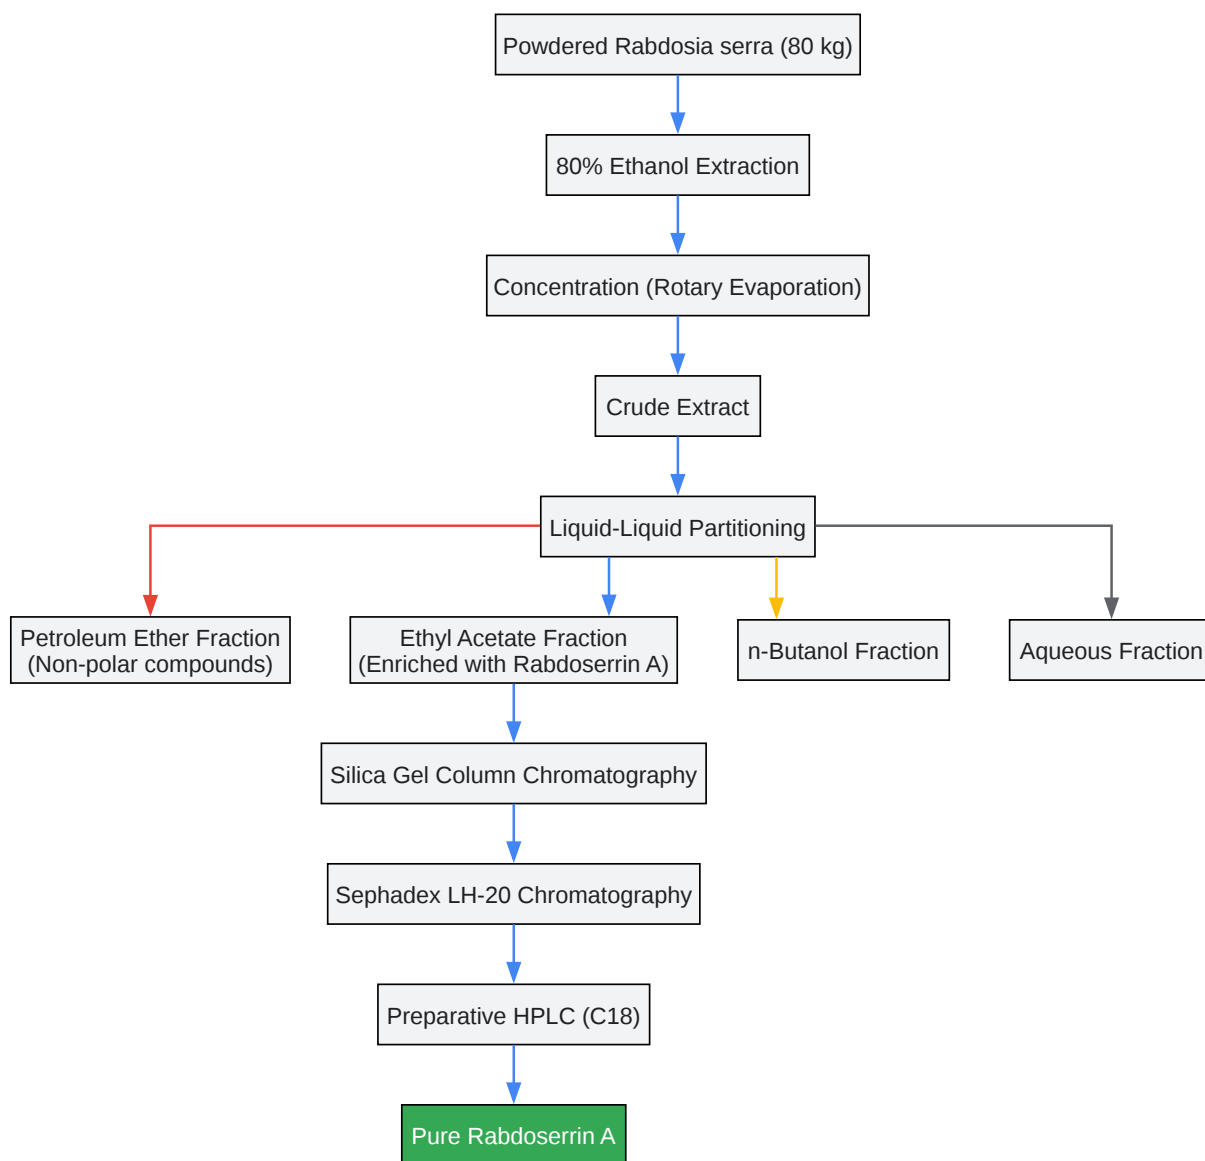 Powdered Rabdosia serra (80 kg)
80% Ethanol Extraction
Concentration (Rotary Evaporation)
Crude Extract
Liquid-Liquid Partitioning
Petroleum Ether Fraction
(Non-polar compounds)
Ethyl Acetate Fraction
(Enriched with Rabdoserrin A)
n-Butanol Fraction
Aqueous Fraction
Silica Gel Column Chromatography
Sephadex LH-20 Chromatography
Preparative HPLC (C18)
Pure Rabdoserrin A